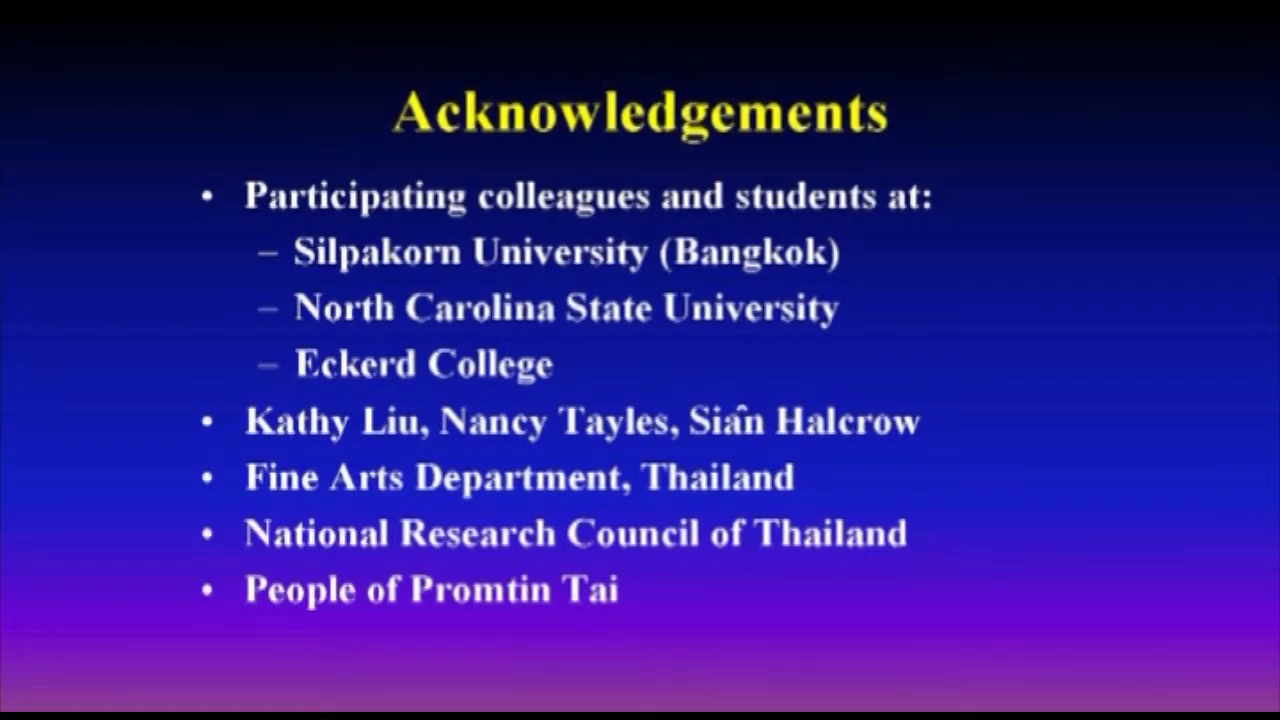 Acknowledgements
• Participating colleagues and students at:
– Silpakorn University (Bangkok)
– North Carolina State University
– Eckerd College
• Kathy Liu, Nancy Tayles, Siân Halcrow
• Fine Arts Department, Thailand
• National Research Council of Thailand
• People of Promtin Tai